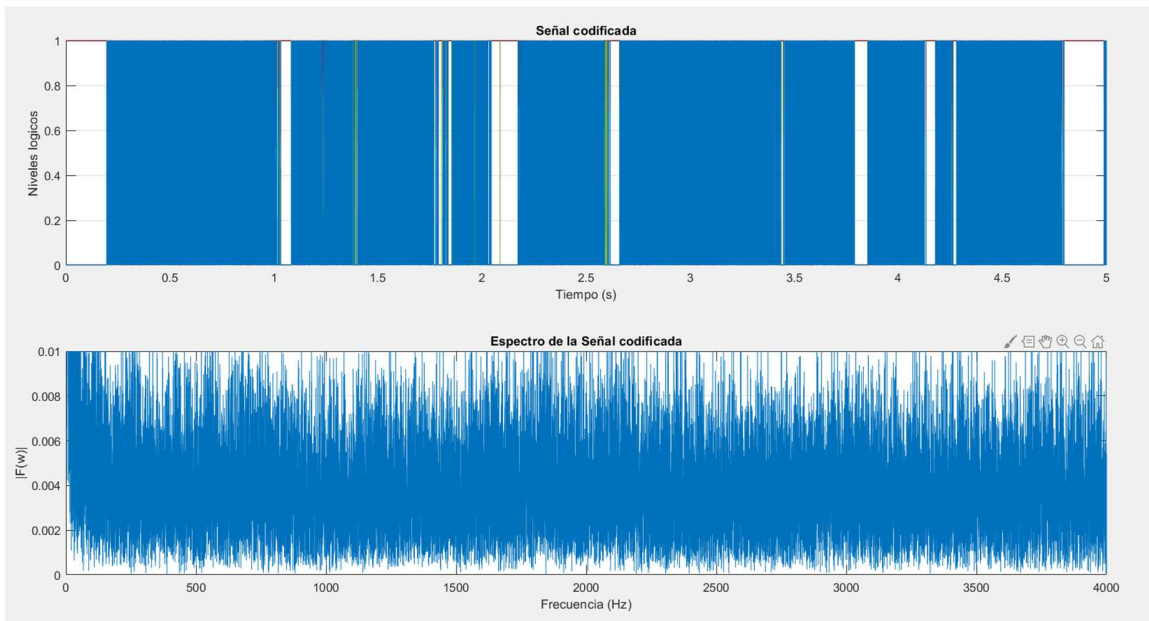 Señal codificada
1
0.8
0.6
0.4
0.2
0
Niveles logicos
0 0.5 1 1.5 2 2.5 3 3.5 4 4.5 5
Tiempo (s)
Espectro de la Señal codificada
0.01
0.008
0.006
0.004
0.002
0
|F(w)|
0 500 1000 1500 2000 2500 3000 3500 4000
Frecuencia (Hz)